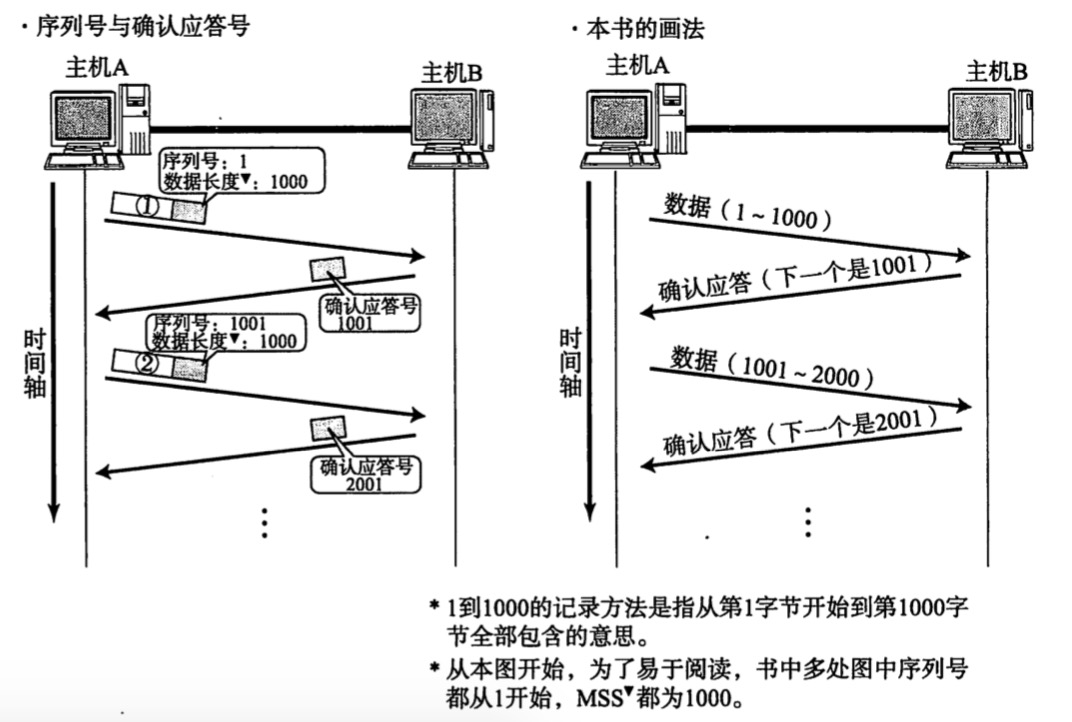 ·序列号与确认应答号
主机A
主机B
序列号：1
数据长度▼：1000
①
确认应答号
1001
序列号：1001
数据长度▼：1000
②
确认应答号
2001
时间轴
⋮
·本书的画法
主机A
主机B
数据（1～1000）
确认应答（下一个是1001）
数据（1001～2000）
确认应答（下一个是2001）
时间轴
⋮
* 1到1000的记录方法是指从第1字节开始到第1000字
节全部包含的意思。
* 从本图开始，为了易于阅读，书中多处图中序列号
都从1开始，MSS▼都为1000。